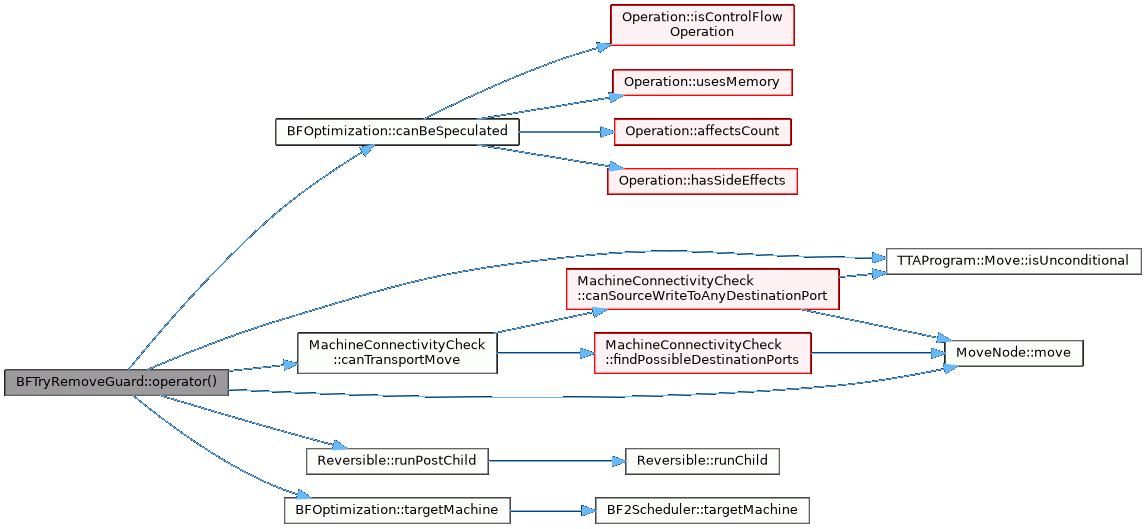 Operation::isControlFlow
Operation
Operation::usesMemory
BFOptimization::canBeSpeculated
Operation::affectsCount
Operation::hasSideEffects
TTAProgram::Move::isUnconditional
MachineConnectivityCheck
::canSourceWriteToAnyDestinationPort
MachineConnectivityCheck
::canTransportMove
MachineConnectivityCheck
::findPossibleDestinationPorts
MoveNode::move
BFTryRemoveGuard::operator()
Reversible::runPostChild
Reversible::runChild
BFOptimization::targetMachine
BF2Scheduler::targetMachine